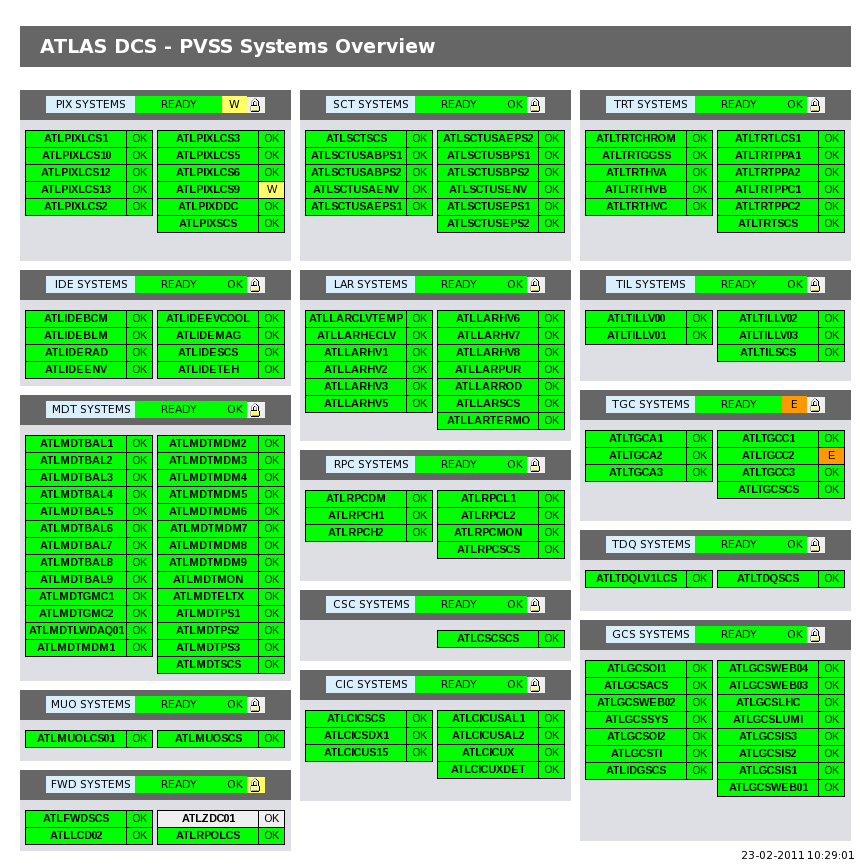 ATLAS DCS - PVSS Systems Overview
PIX SYSTEMS READY W
ATLPIXLCS1 OK ATLPIXLCS3 OK
ATLPIXLCS10 OK ATLPIXLCS5 OK
ATLPIXLCS12 OK ATLPIXLCS6 OK
ATLPIXLCS13 OK ATLPIXLCS9 W
ATLPIXLCS2 OK ATLPIXDDC OK
ATLPIXSCS OK
IDE SYSTEMS READY OK
ATLIDEBCM OK ATLIDEEVCOOL OK
ATLIDEBLM OK ATLIDEMAG OK
ATLIDERAD OK ATLIDESCS OK
ATLIDEENV OK ATLIDETEH OK
MDT SYSTEMS READY OK
ATLMDTBAL1 OK ATLMDTMDM2 OK
ATLMDTBAL2 OK ATLMDTMDM3 OK
ATLMDTBAL3 OK ATLMDTMDM4 OK
ATLMDTBAL4 OK ATLMDTMDM5 OK
ATLMDTBAL5 OK ATLMDTMDM6 OK
ATLMDTBAL6 OK ATLMDTMDM7 OK
ATLMDTBAL7 OK ATLMDTMDM8 OK
ATLMDTBAL8 OK ATLMDTMDM9 OK
ATLMDTBAL9 OK ATLMDTMON OK
ATLMDTGMC1 OK ATLMDTELTX OK
ATLMDTGMC2 OK ATLMDTPS1 OK
ATLMDTLWDAQ01 OK ATLMDTPS2 OK
ATLMDTMDM1 OK ATLMDTPS3 OK
ATLMDTSCS OK
MUO SYSTEMS READY OK
ATLMUOLCS01 OK ATLMUOSCS OK
FWD SYSTEMS READY OK
ATLFWDSCS OK ATLZDC01 OK
ATLLCD02 OK ATLRPOLCS OK
SCT SYSTEMS READY OK
ATLSCTSCS OK ATLSCTUSAEPS2 OK
ATLSCTUSABPS1 OK ATLSCTUSBPS1 OK
ATLSCTUSABPS2 OK ATLSCTUSBPS2 OK
ATLSCTUSAENV OK ATLSCTUSENV OK
ATLSCTUSAEPS1 OK ATLSCTUSEPS1 OK
ATLSCTUSEPS2 OK
LAR SYSTEMS READY OK
ATLLARCLVTEMP OK ATLLARHV6 OK
ATLLARHECLV OK ATLLARHV7 OK
ATLLARHV1 OK ATLLARHV8 OK
ATLLARHV2 OK ATLLARPUR OK
ATLLARHV3 OK ATLLARROD OK
ATLLARHV5 OK ATLLARSCS OK
ATLLARTERMO OK
RPC SYSTEMS READY OK
ATLRPCDM OK ATLRPCL1 OK
ATLRPCH1 OK ATLRPCL2 OK
ATLRPCH2 OK ATLRPCMON OK
ATLRPCSCS OK
CSC SYSTEMS READY OK
ATLCSCSCS OK
CIC SYSTEMS READY OK
ATLCICSCS OK ATLCICUSAL1 OK
ATLCICSDX1 OK ATLCICUSAL2 OK
ATLCICUS15 OK ATLCICUX OK
ATLCICUXDET OK
TRT SYSTEMS READY OK
ATLTRTCHROM OK ATLTRTLCS1 OK
ATLTRTGGSS OK ATLTRTPPA1 OK
ATLTRTHVA OK ATLTRTPPA2 OK
ATLTRTHVB OK ATLTRTPPC1 OK
ATLTRTHVC OK ATLTRTPPC2 OK
ATLTRTSCS OK
TIL SYSTEMS READY OK
ATLTILLV00 OK ATLTILLV02 OK
ATLTILLV01 OK ATLTILLV03 OK
ATLTILSCS OK
TGC SYSTEMS READY E
ATLTGCA1 OK ATLTGCC1 OK
ATLTGCA2 OK ATLTGCC2 E
ATLTGCA3 OK ATLTGCC3 OK
ATLTGCSCS OK
TDQ SYSTEMS READY OK
ATLTDQLV1LCS OK ATLTDQSCS OK
GCS SYSTEMS READY OK
ATLGCSOI1 OK ATLGCSWEB04 OK
ATLGCSACS OK ATLGCSWEB03 OK
ATLGCSWEB02 OK ATLGCSLHC OK
ATLGCSSYS OK ATLGCSLUMI OK
ATLGCSOI2 OK ATLGCSIS3 OK
ATLGCSTI OK ATLGCSIS2 OK
ATLIDGSCS OK ATLGCSIS1 OK
ATLGCSWEB01 OK
23-02-2011 10:29:01